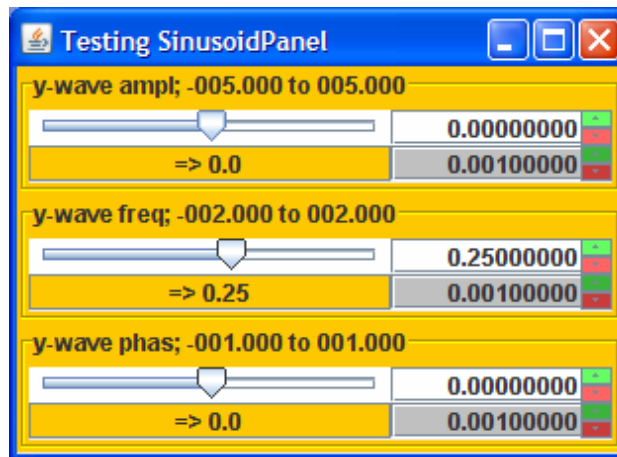 Testing SinusoidPanel
y-wave ampl; -005.000 to 005.000
0.00000000
=> 0.0 0.00100000
y-wave freq; -002.000 to 002.000
0.25000000
=> 0.25 0.00100000
y-wave phas; -001.000 to 001.000
0.00000000
=> 0.0 0.00100000